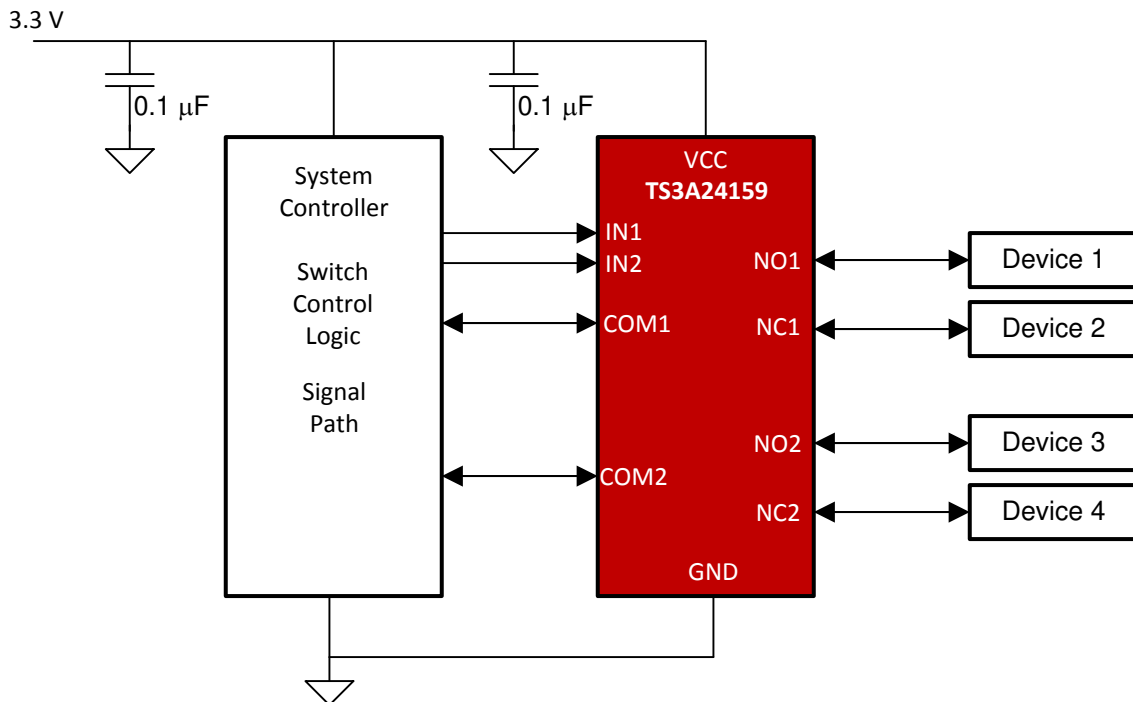 3.3 V
0.1 μF
0.1 μF
System
Controller
Switch
Control
Logic
Signal
Path
VCC
TS3A24159
IN1
IN2
COM1
COM2
NO1
NC1
NO2
NC2
GND
Device 1
Device 2
Device 3
Device 4